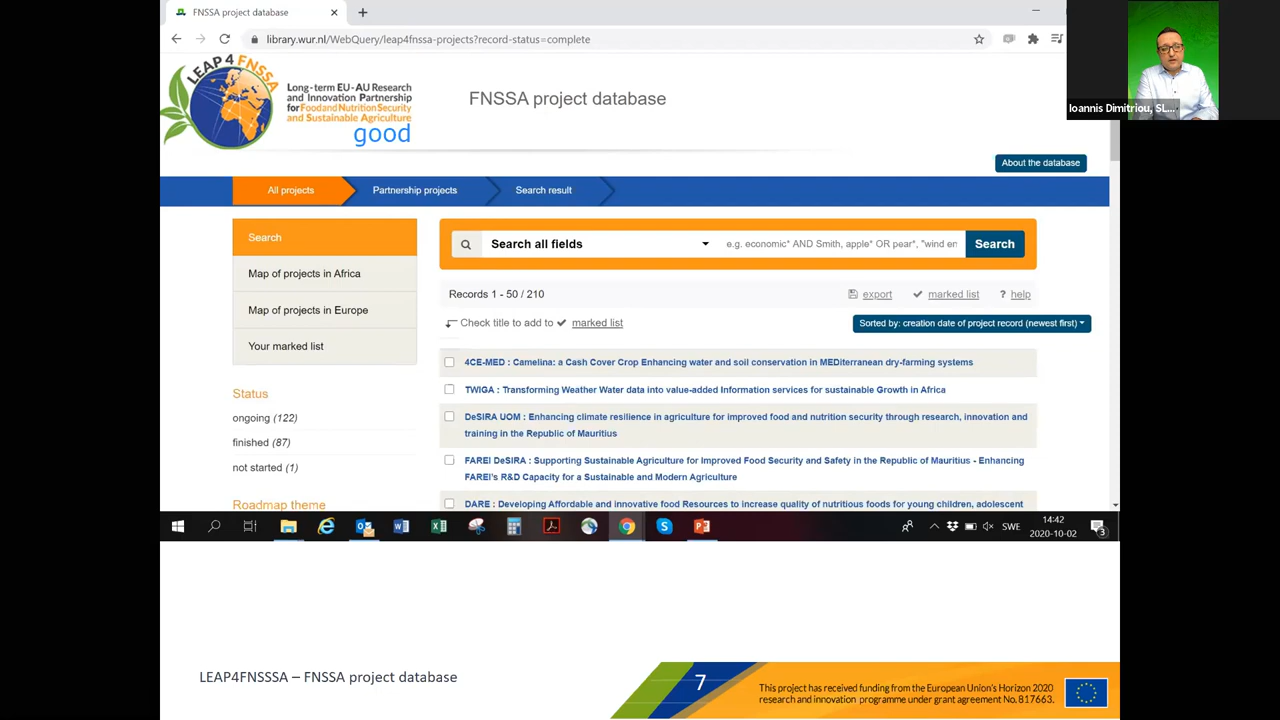 FNSSA project database
library.wur.nl/WebQuery/leap4fnssa-projects?record-status=complete
Ioannis Dimitriou, SL...
LEAP4 FNSSA
Long-term EU-AU Research
and Innovation Partnership
for Food and Nutrition Security
and Sustainable Agriculture
good
FNSSA project database
About the database
All projects
Partnership projects
Search result
Search
Map of projects in Africa
Map of projects in Europe
Your marked list
Status
ongoing (122)
finished (87)
not started (1)
Roadmap theme
Search all fields
e.g. economic* AND Smith, apple* OR pear*, "wind en
Search
Records 1 - 50 / 210
export
marked list
? help
Check title to add to marked list
Sorted by: creation date of project record (newest first)
4CE-MED : Camelina: a Cash Cover Crop Enhancing water and soil conservation in MEDiterranean dry-farming systems
TWIGA : Transforming Weather Water data into value-added Information services for sustainable Growth in Africa
DeSIRA UOM : Enhancing climate resilience in agriculture for improved food and nutrition security through research, innovation and
training in the Republic of Mauritius
FAREI DeSIRA : Supporting Sustainable Agriculture for Improved Food Security and Safety in the Republic of Mauritius - Enhancing
FAREI's R&D Capacity for a Sustainable and Modern Agriculture
DARE : Developing Affordable and innovative food Resources to increase quality of nutritious foods for young children, adolescent
SWE
14:42
2020-10-02
3
LEAP4FNSSSA – FNSSA project database
7
This project has received funding from the European Union's Horizon 2020
research and innovation programme under grant agreement No. 817663.